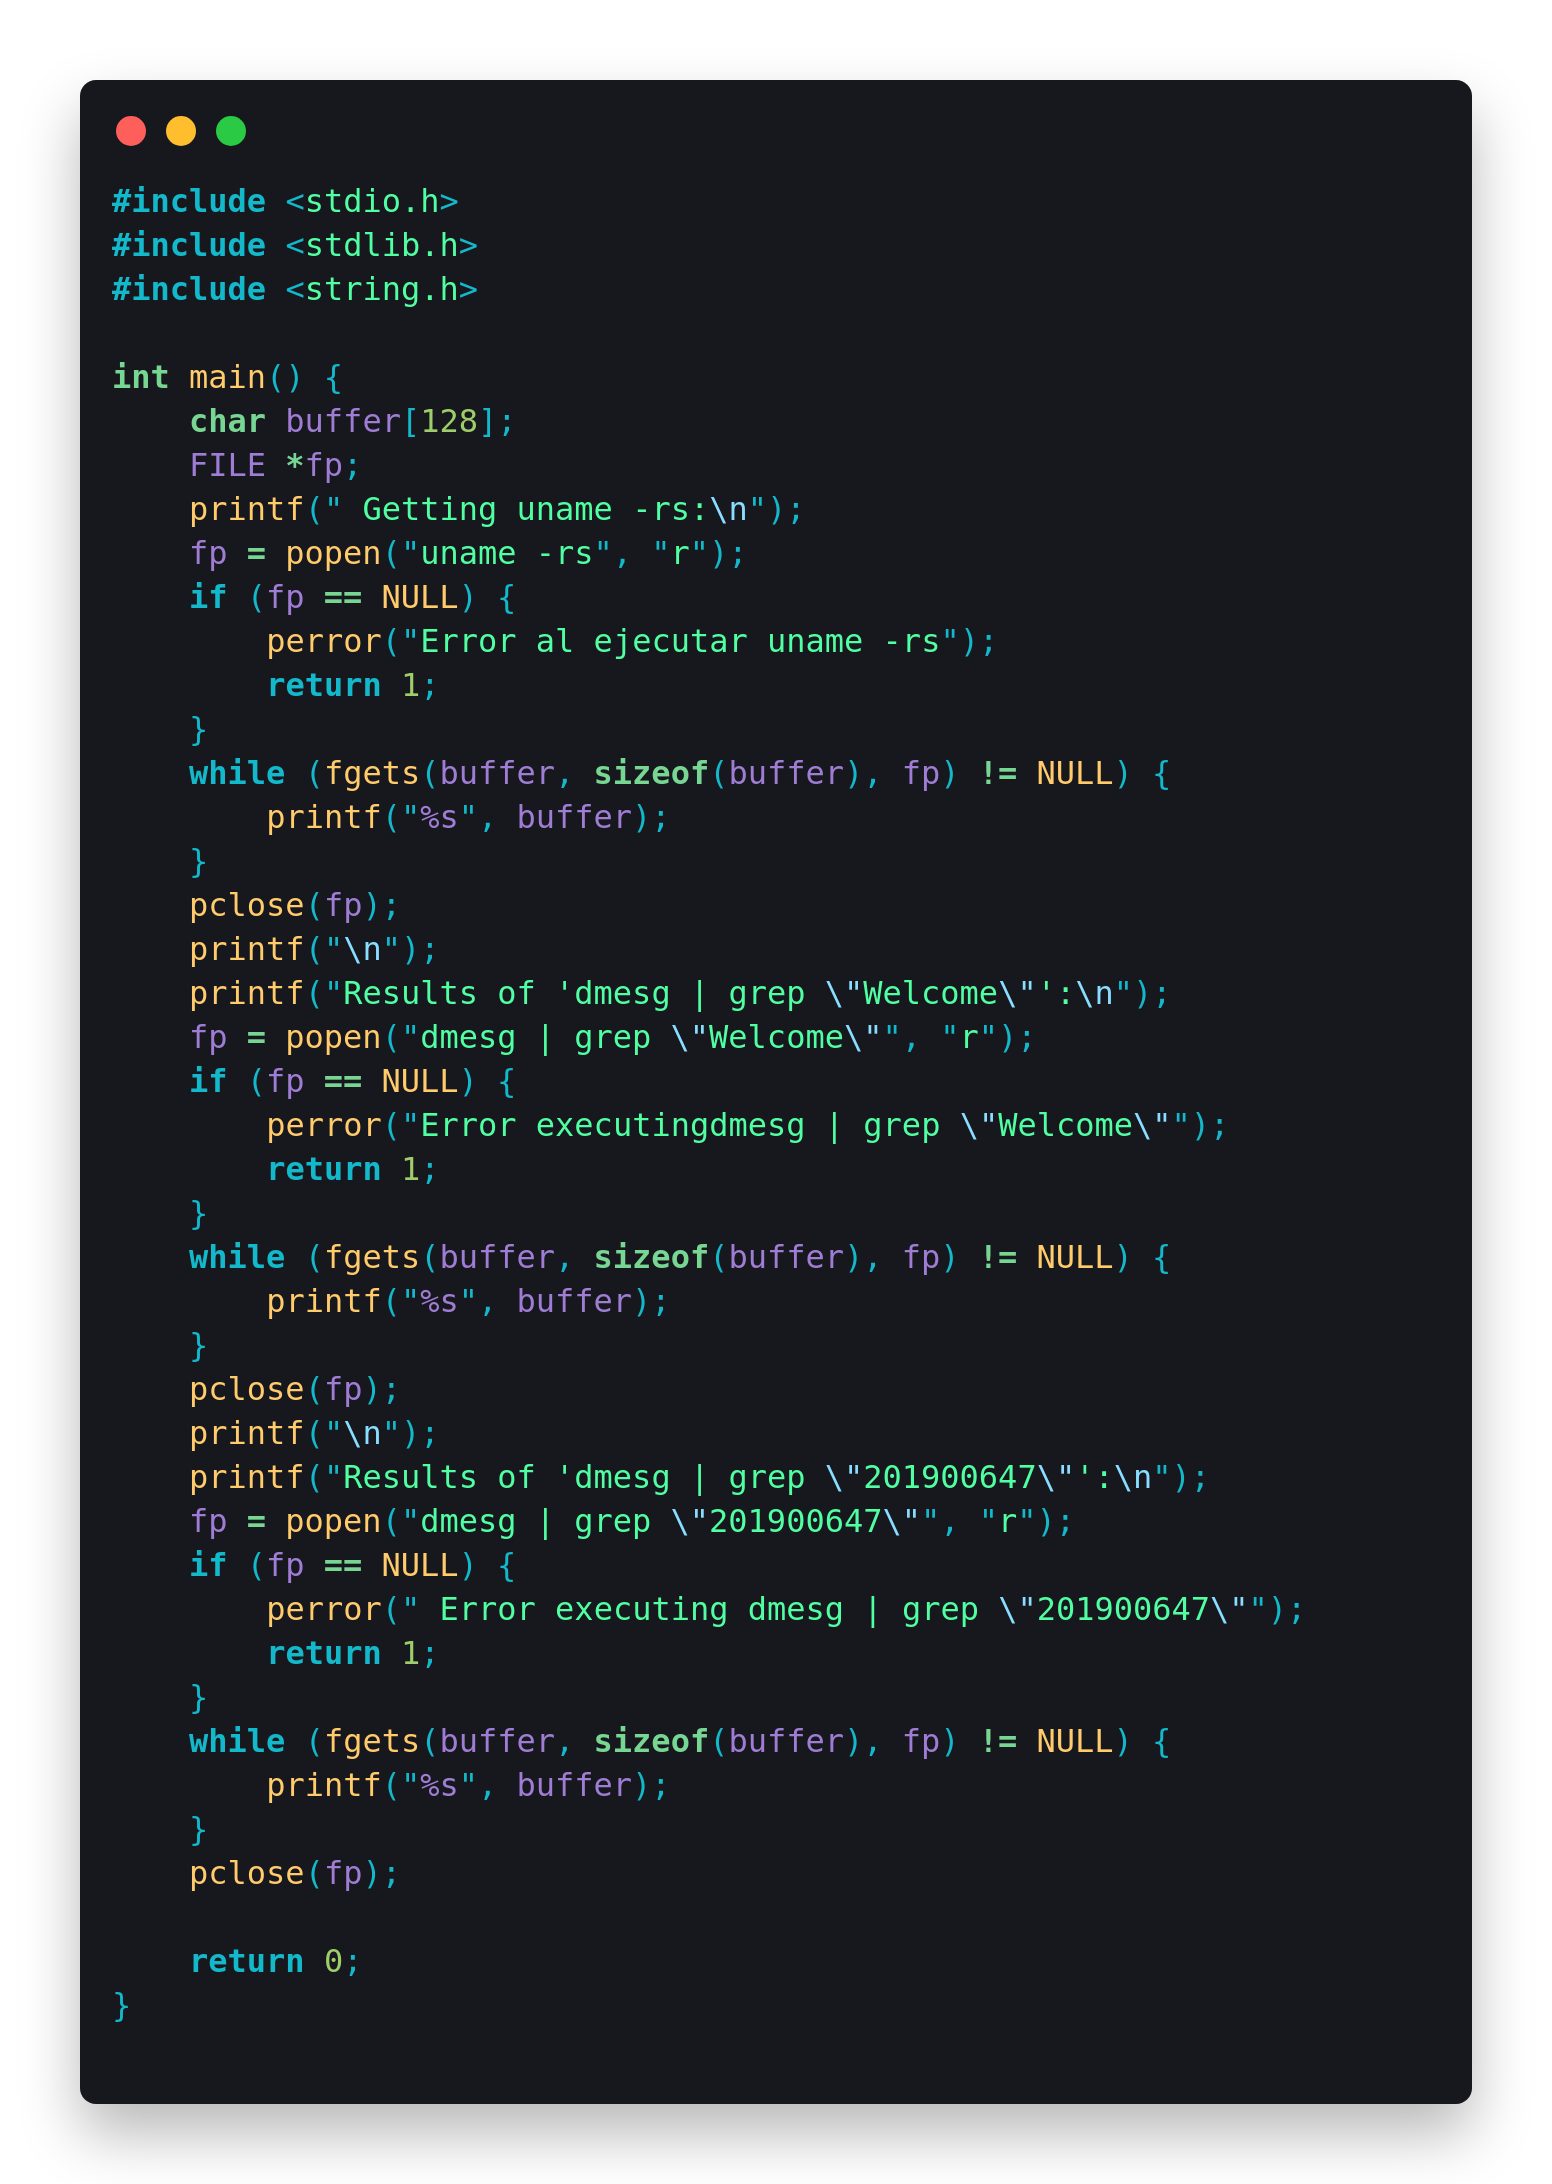 #include <stdio.h>
#include <stdlib.h>
#include <string.h>

int main() {
    char buffer[128];
    FILE *fp;
    printf(" Getting uname -rs:\n");
    fp = popen("uname -rs", "r");
    if (fp == NULL) {
        perror("Error al ejecutar uname -rs");
        return 1;
    }
    while (fgets(buffer, sizeof(buffer), fp) != NULL) {
        printf("%s", buffer);
    }
    pclose(fp);
    printf("\n");
    printf("Results of 'dmesg | grep \"Welcome\"':\n");
    fp = popen("dmesg | grep \"Welcome\"", "r");
    if (fp == NULL) {
        perror("Error executingdmesg | grep \"Welcome\"");
        return 1;
    }
    while (fgets(buffer, sizeof(buffer), fp) != NULL) {
        printf("%s", buffer);
    }
    pclose(fp);
    printf("\n");
    printf("Results of 'dmesg | grep \"201900647\"':\n");
    fp = popen("dmesg | grep \"201900647\"", "r");
    if (fp == NULL) {
        perror(" Error executing dmesg | grep \"201900647\"");
        return 1;
    }
    while (fgets(buffer, sizeof(buffer), fp) != NULL) {
        printf("%s", buffer);
    }
    pclose(fp);

    return 0;
}